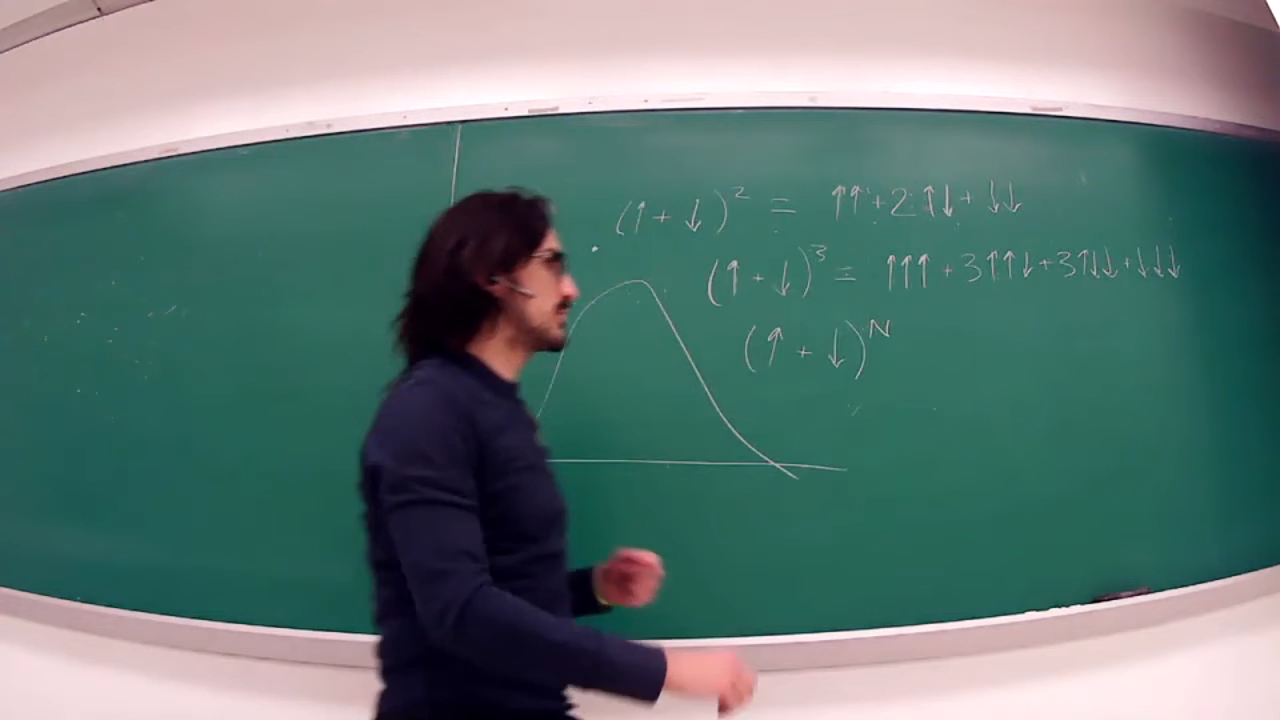 (↑ + ↓)² = ↑↑ + 2↑↓ + ↓↓
(↑ + ↓)³ = ↑↑↑ + 3↑↑↓ + 3↑↓↓ + ↓↓↓
(↑ + ↓)ᴺ